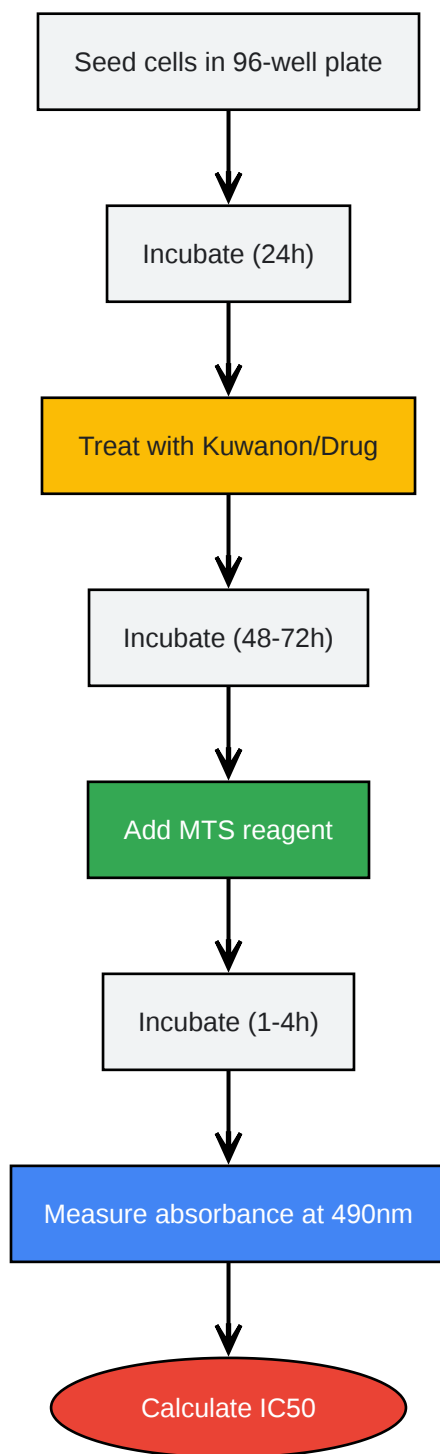 Seed cells in 96-well plate
Incubate (24h)
Treat with Kuwanon/Drug
Incubate (48-72h)
Add MTS reagent
Incubate (1-4h)
Measure absorbance at 490nm
Calculate IC50